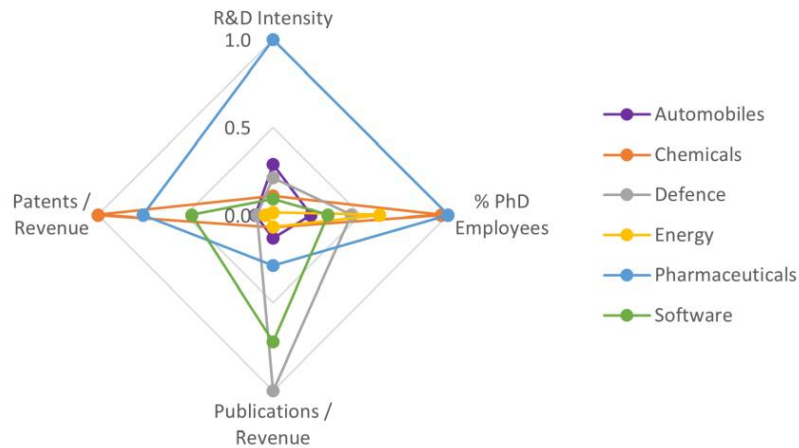 R&D Intensity
1.0
0.5
0.0
Patents /
Revenue
% PhD
Employees
Publications /
Revenue
Automobiles
Chemicals
Defence
Energy
Pharmaceuticals
Software